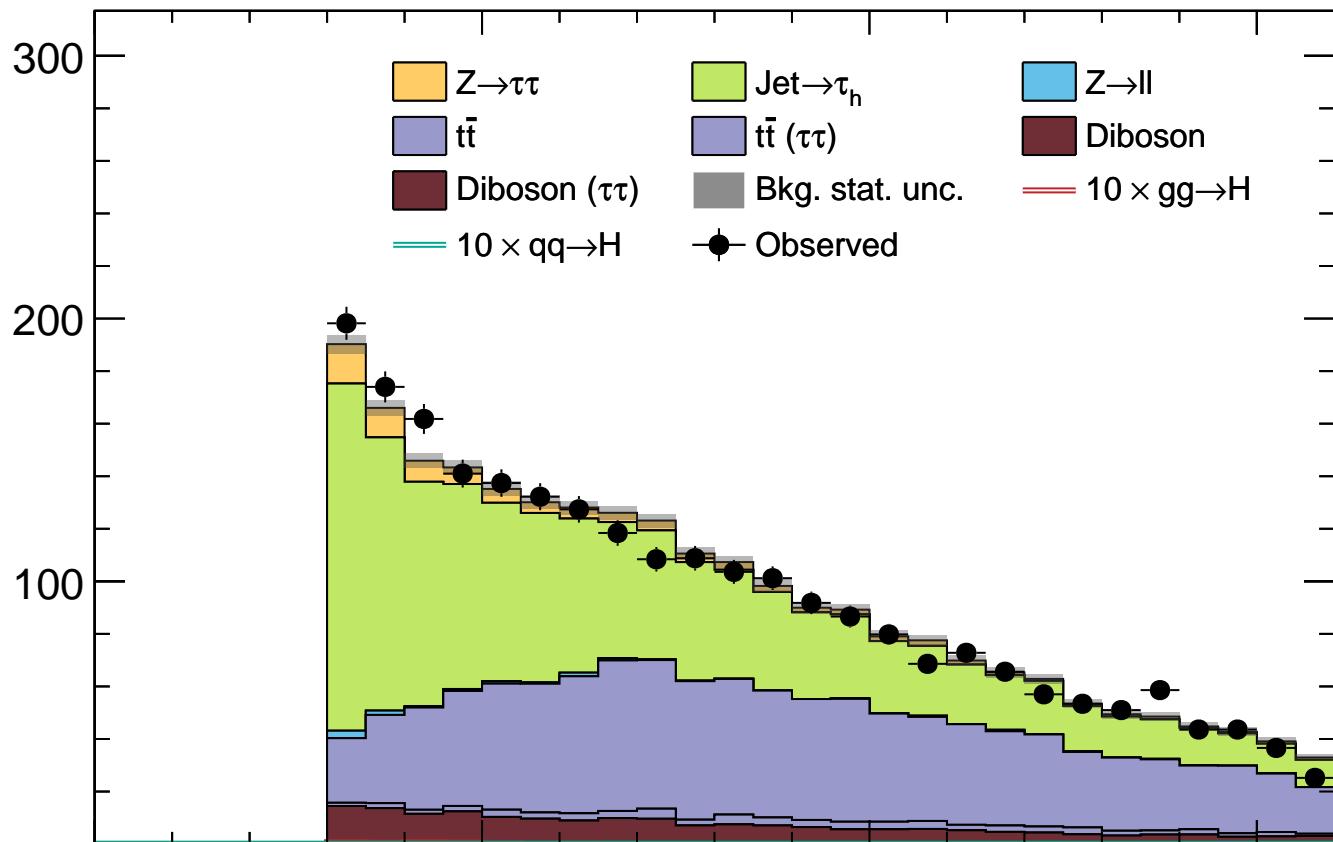 300
Z→ττ Jet→τh Z→ll
tt̄ tt̄ (ττ) Diboson
Diboson (ττ) Bkg. stat. unc. 10 × gg→H
10 × qq→H Observed
200
100